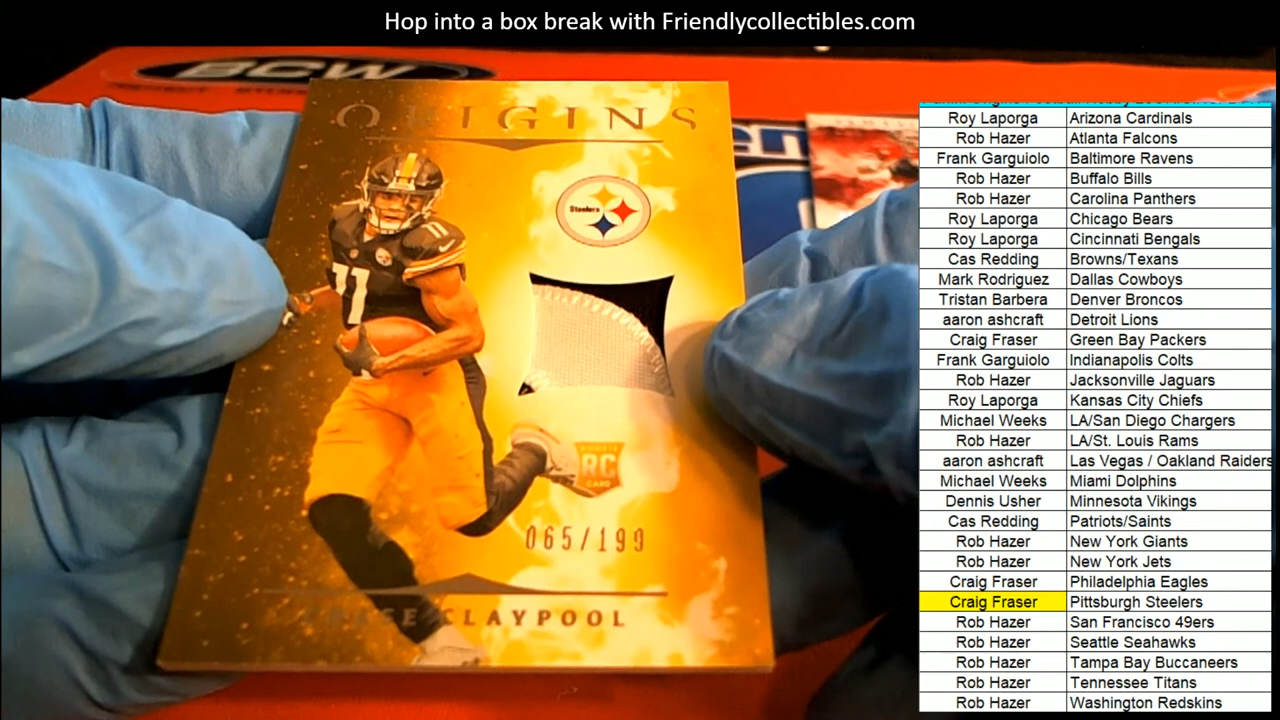 Hop into a box break with Friendlycollectibles.com
BCW
ORIGINS
Steelers
11
11
RC
CARD
065/199
CLAYPOOL
Roy Laporga Arizona Cardinals
Rob Hazer Atlanta Falcons
Frank Garguiolo Baltimore Ravens
Rob Hazer Buffalo Bills
Rob Hazer Carolina Panthers
Roy Laporga Chicago Bears
Roy Laporga Cincinnati Bengals
Cas Redding Browns/Texans
Mark Rodriguez Dallas Cowboys
Tristan Barbera Denver Broncos
aaron ashcraft Detroit Lions
Craig Fraser Green Bay Packers
Frank Garguiolo Indianapolis Colts
Rob Hazer Jacksonville Jaguars
Roy Laporga Kansas City Chiefs
Michael Weeks LA/San Diego Chargers
Rob Hazer LA/St. Louis Rams
aaron ashcraft Las Vegas / Oakland Raiders
Michael Weeks Miami Dolphins
Dennis Usher Minnesota Vikings
Cas Redding Patriots/Saints
Rob Hazer New York Giants
Rob Hazer New York Jets
Craig Fraser Philadelphia Eagles
Craig Fraser Pittsburgh Steelers
Rob Hazer San Francisco 49ers
Rob Hazer Seattle Seahawks
Rob Hazer Tampa Bay Buccaneers
Rob Hazer Tennessee Titans
Rob Hazer Washington Redskins